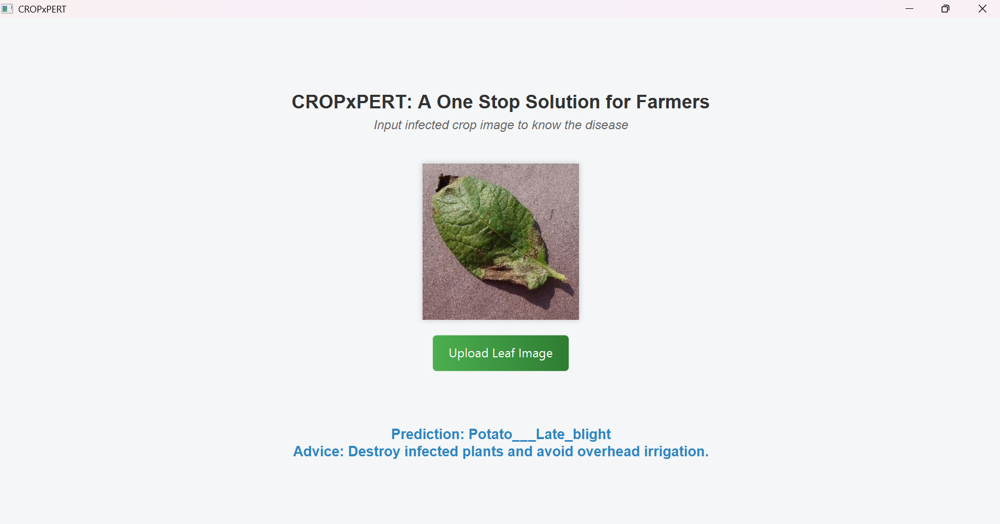 CROPxPERT
CROPxPERT: A One Stop Solution for Farmers
Input infected crop image to know the disease
Upload Leaf Image
Prediction: Potato___Late_blight
Advice: Destroy infected plants and avoid overhead irrigation.